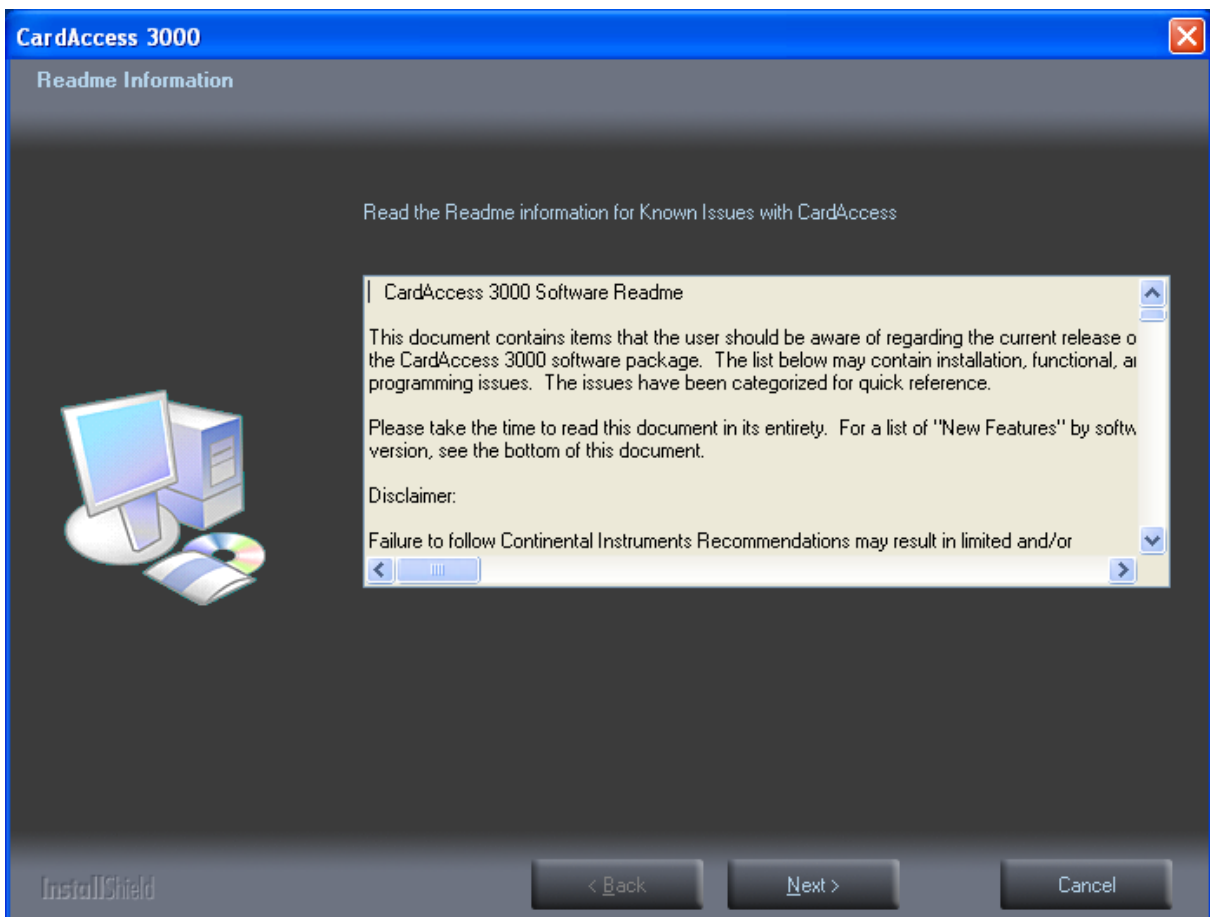 CardAccess 3000
Readme Information
Read the Readme information for Known Issues with CardAccess
CardAccess 3000 Software Readme
This document contains items that the user should be aware of regarding the current release o
the CardAccess 3000 software package. The list below may contain installation, functional, ar
programming issues. The issues have been categorized for quick reference.
Please take the time to read this document in its entirety. For a list of "New Features" by softw
version, see the bottom of this document.
Disclaimer:
Failure to follow Continental Instruments Recommendations may result in limited and/or
InstallShield
< Back
Next >
Cancel